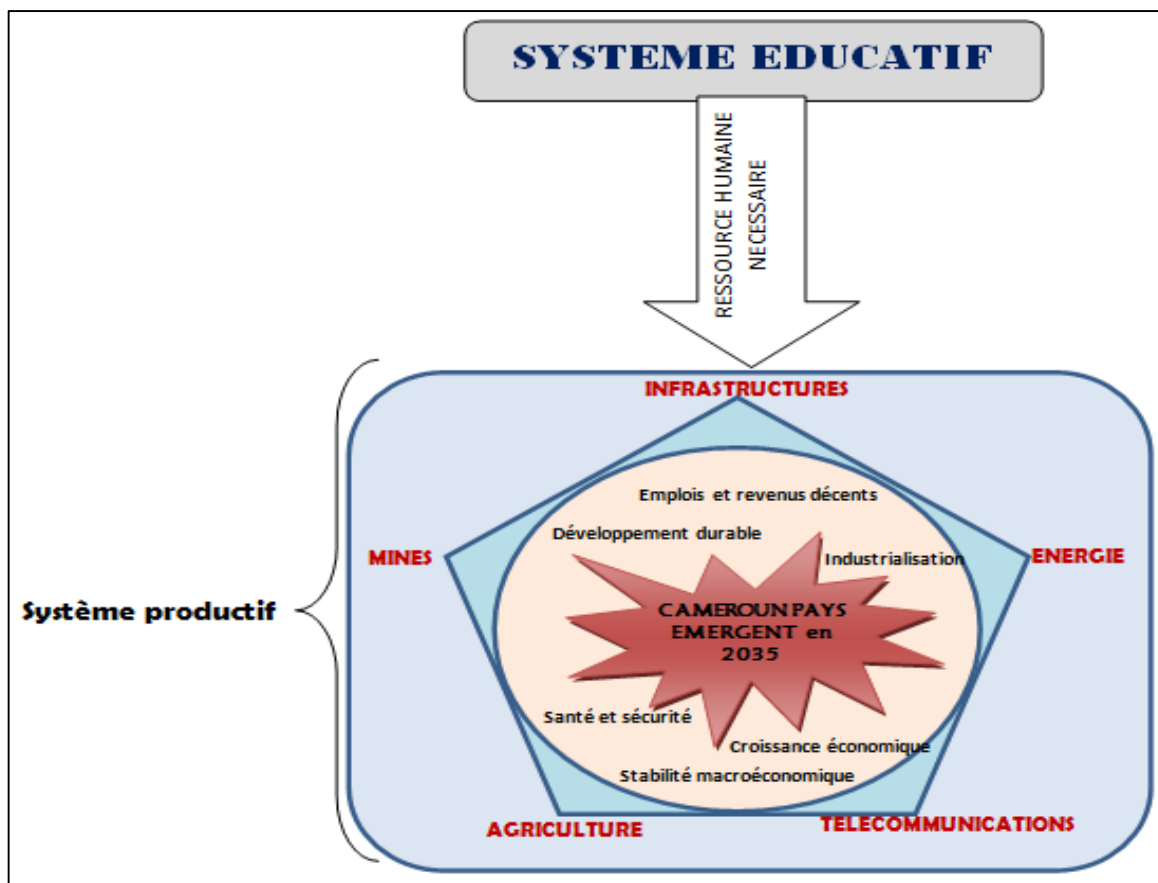 SYSTEME EDUCATIF
RESSOURCE HUMAINE
NECESSAIRE
INFRASTRUCTURES
Emplois et revenus décents
Développement durable
Industrialisation
MINES
ENERGIE
Système productif
CAMEROUN PAYS
EMERGENT en
2035
Santé et sécurité
Croissance économique
Stabilité macroéconomique
AGRICULTURE
TELECOMMUNICATIONS